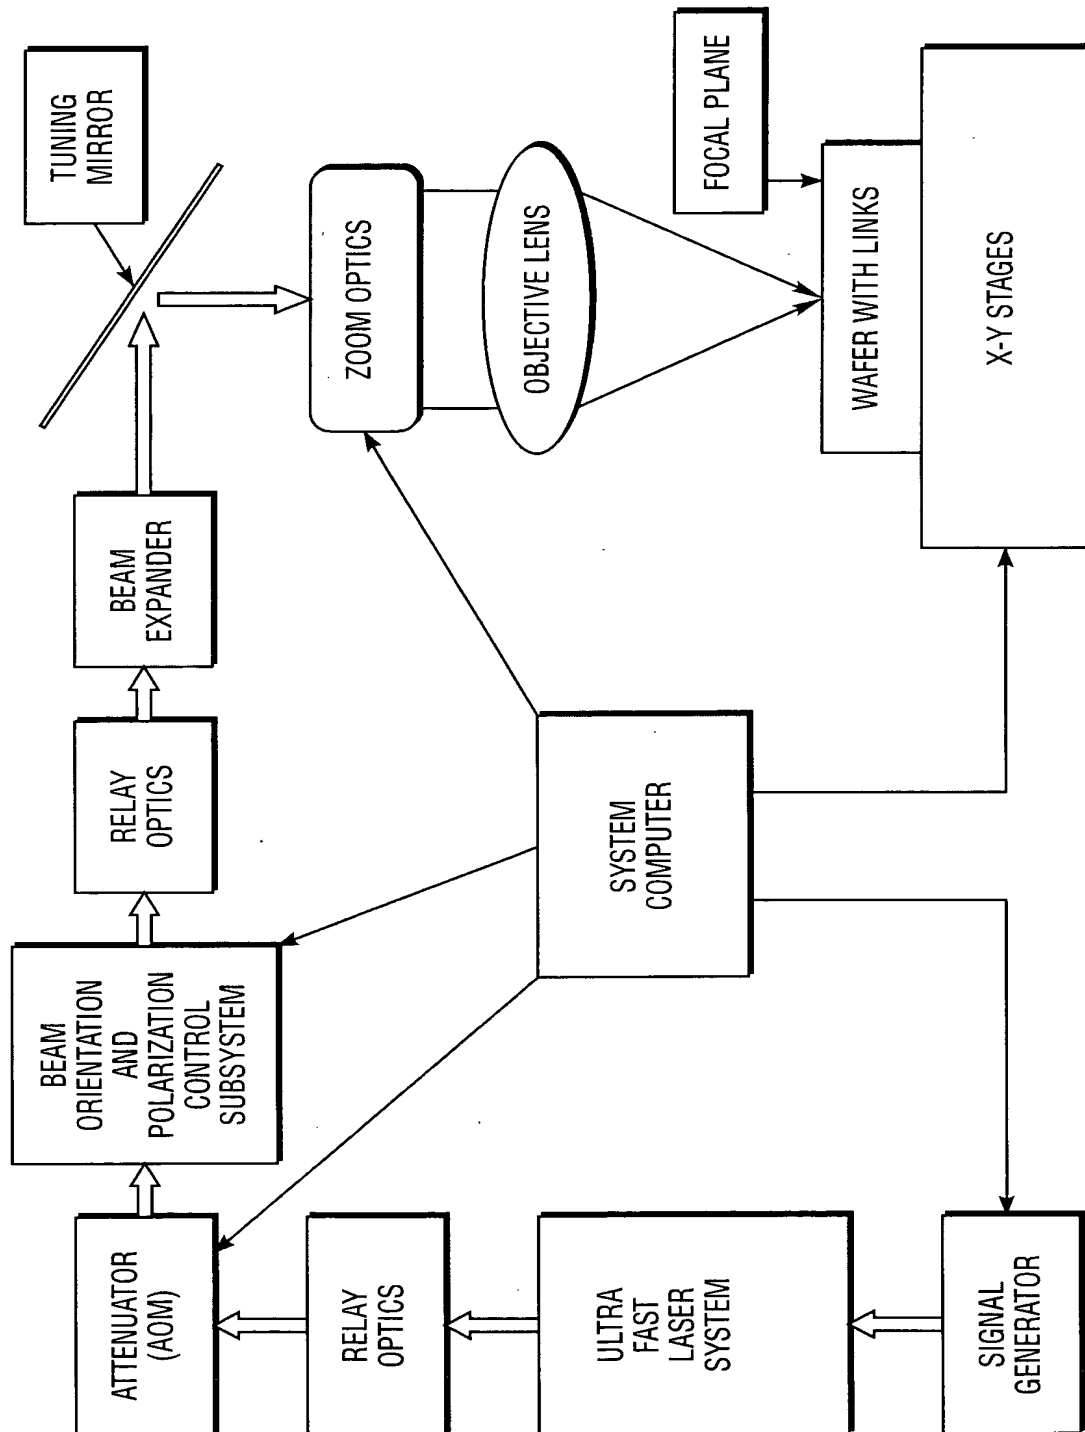 TUNING
MIRROR
BEAM
EXPANDER
RELAY
OPTICS
BEAM
ORIENTATION
AND
POLARIZATION
CONTROL
SUBSYSTEM
ATTENUATOR
(AOM)
RELAY
OPTICS
ULTRA
FAST
LASER
SYSTEM
SIGNAL
GENERATOR
SYSTEM
COMPUTER
ZOOM OPTICS
OBJECTIVE LENS
FOCAL PLANE
WAFER WITH LINKS
X-Y STAGES